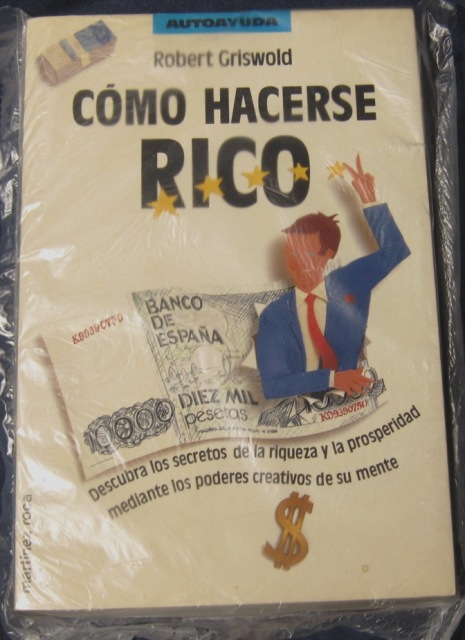 AUTOAYUDA
Robert Griswold
CÓMO HACERSE
RICO
BANCO
DE
ESPAÑA
DIEZ MIL
pesetas
10000
Descubra los secretos de la riqueza y la prosperidad
mediante los poderes creativos de su mente
$
martínez roca